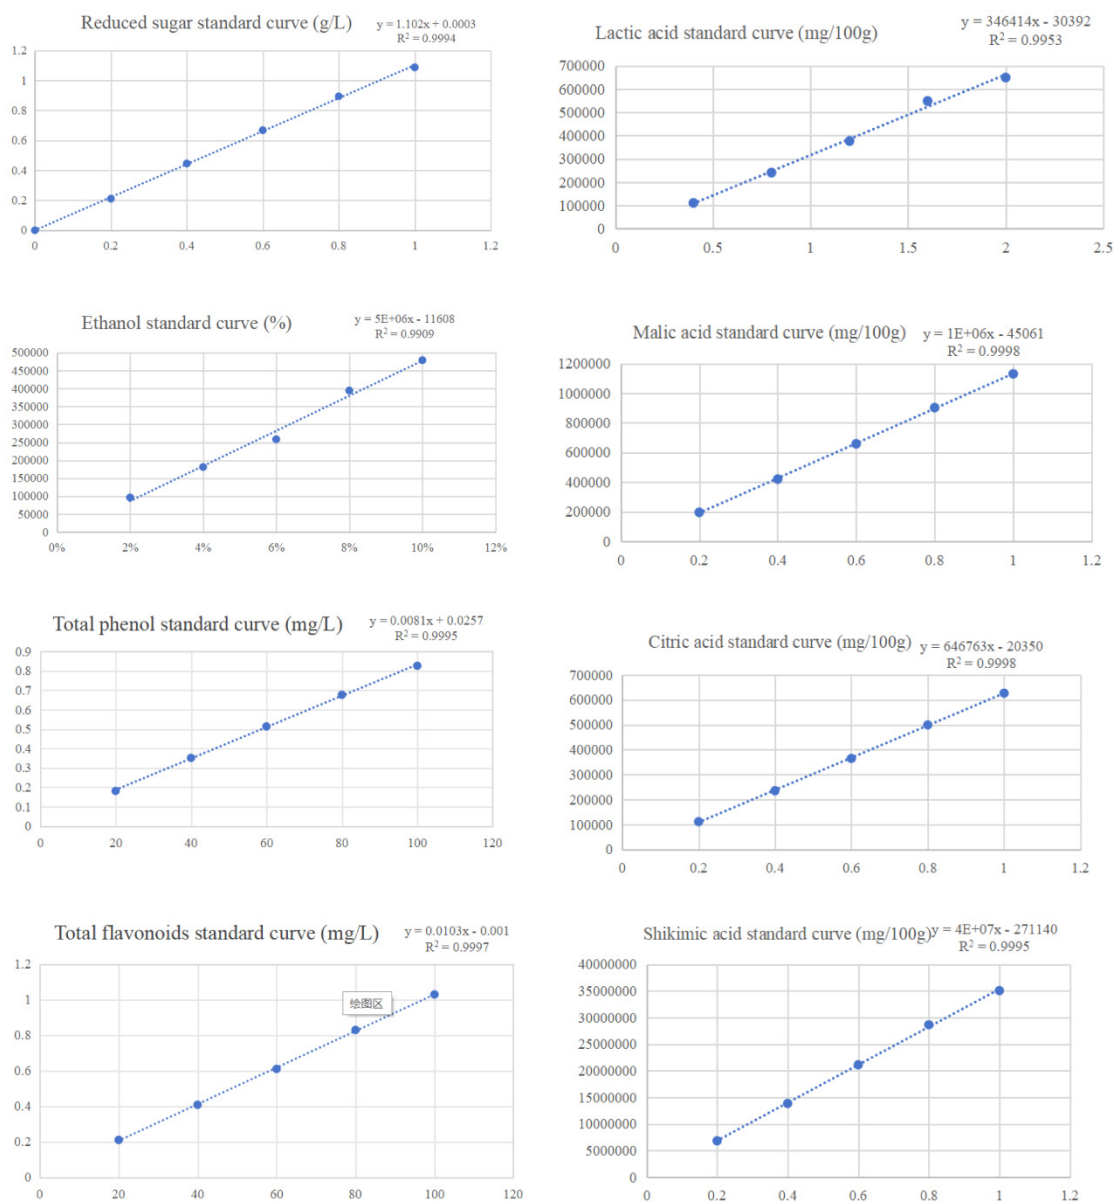 Reduced sugar standard curve (g/L)
y = 1.102x + 0.0003
R² = 0.9994
1.2
1
0.8
0.6
0.4
0.2
0
0 0.2 0.4 0.6 0.8 1 1.2
Lactic acid standard curve (mg/100g)
y = 346414x - 30392
R² = 0.9953
700000
600000
500000
400000
300000
200000
100000
0
0 0.5 1 1.5 2 2.5
Ethanol standard curve (%)
y = 5E+06x - 11608
R² = 0.9909
500000
450000
400000
350000
300000
250000
200000
150000
100000
50000
0
0% 2% 4% 6% 8% 10% 12%
Malic acid standard curve (mg/100g)
y = 1E+06x - 45061
R² = 0.9998
1200000
1000000
800000
600000
400000
200000
0
0 0.2 0.4 0.6 0.8 1 1.2
Total phenol standard curve (mg/L)
y = 0.0081x + 0.0257
R² = 0.9995
0.9
0.8
0.7
0.6
0.5
0.4
0.3
0.2
0.1
0
0 20 40 60 80 100 120
Citric acid standard curve (mg/100g)
y = 646763x - 20350
R² = 0.9998
700000
600000
500000
400000
300000
200000
100000
0
0 0.2 0.4 0.6 0.8 1 1.2
Total flavonoids standard curve (mg/L)
y = 0.0103x - 0.001
R² = 0.9997
1.2
1
0.8
0.6
0.4
0.2
0
绘图区
0 20 40 60 80 100 120
Shikimic acid standard curve (mg/100g)
y = 4E+07x - 271140
R² = 0.9995
40000000
35000000
30000000
25000000
20000000
15000000
10000000
5000000
0
0 0.2 0.4 0.6 0.8 1 1.2